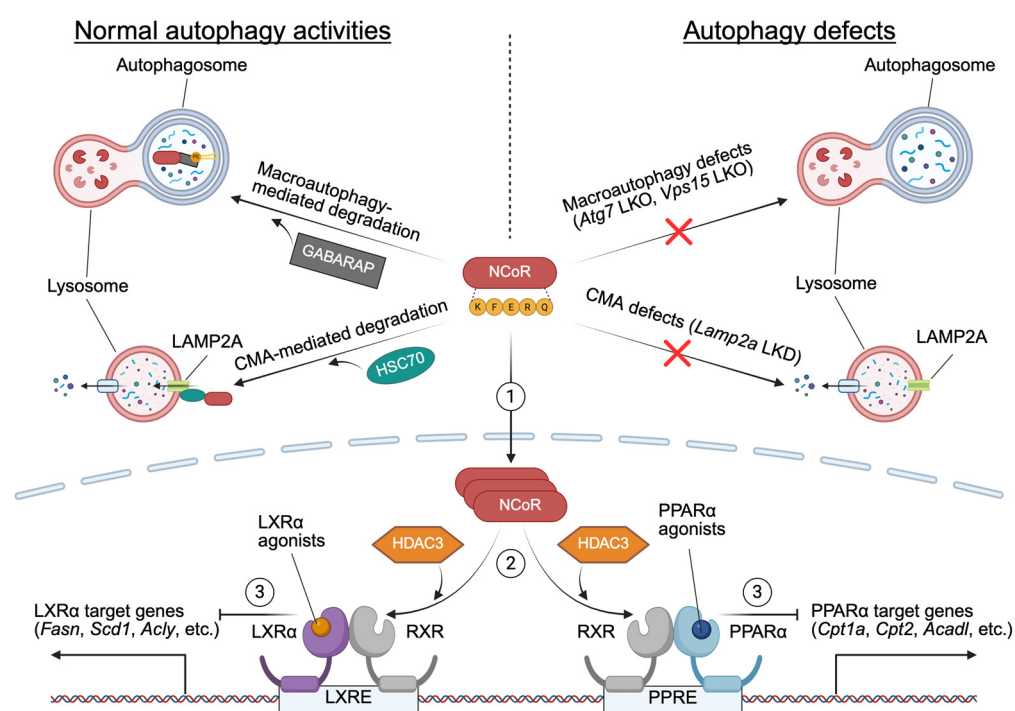 Normal autophagy activities
Autophagy defects
Autophagosome
Autophagosome
Macroautophagy-
mediated degradation
GABARAP
Macroautophagy defects
(Atg7 LKO, Vps15 LKO)
NCoR
K F E R Q
Lysosome
Lysosome
LAMP2A
CMA-mediated degradation
HSC70
CMA defects (Lamp2a LKD)
LAMP2A
1
NCoR
LXRα
agonists
HDAC3
2
HDAC3
PPARα
agonists
3
3
LXRα target genes
(Fasn, Scd1, Acly, etc.)
LXRα
RXR
RXR
PPARα
PPARα target genes
(Cpt1a, Cpt2, Acadl, etc.)
LXRE
PPRE